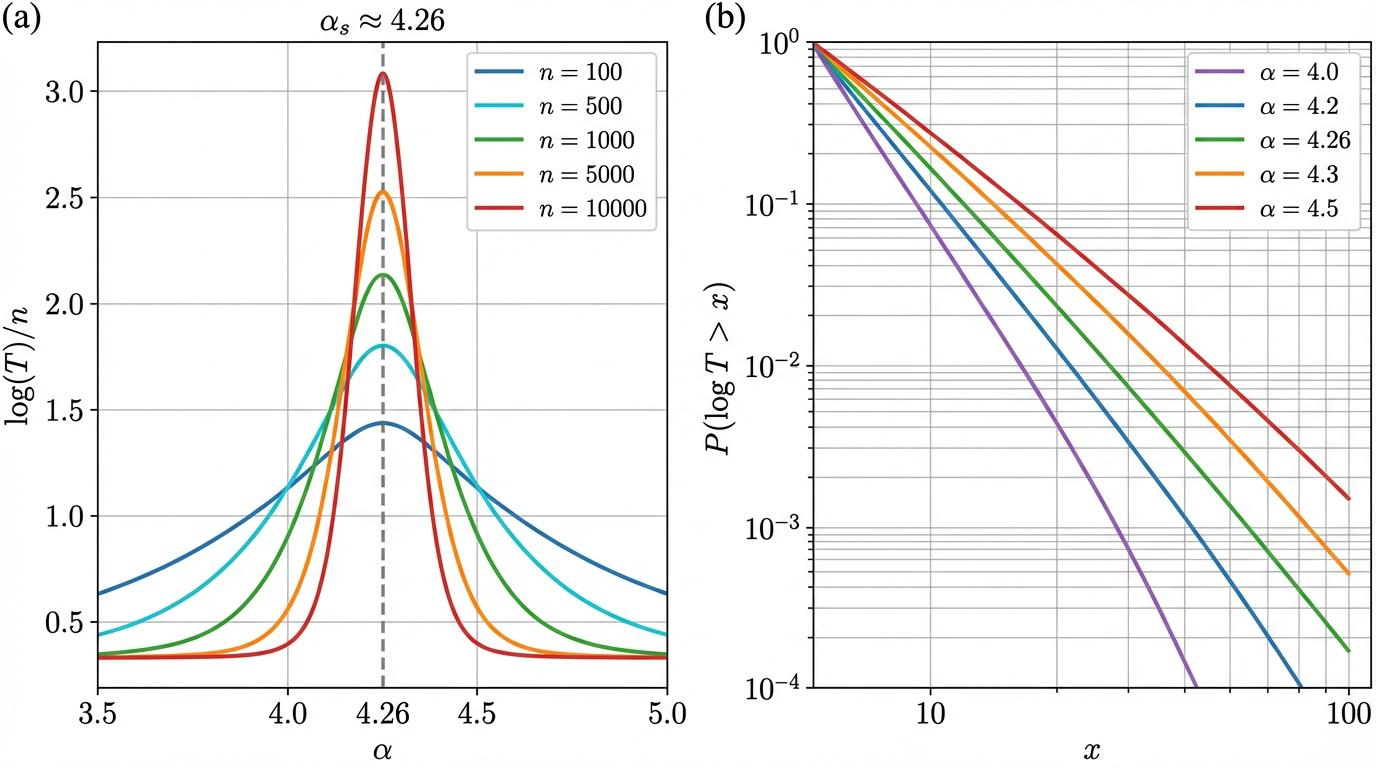 (a)
αₛ ≈ 4.26
log(T)/n
3.0
2.5
2.0
1.5
1.0
0.5
3.5
4.0
4.26
4.5
5.0
α
n = 100
n = 500
n = 1000
n = 5000
n = 10000
(b)
P(log T > x)
10⁰
10⁻¹
10⁻²
10⁻³
10⁻⁴
10
100
x
α = 4.0
α = 4.2
α = 4.26
α = 4.3
α = 4.5